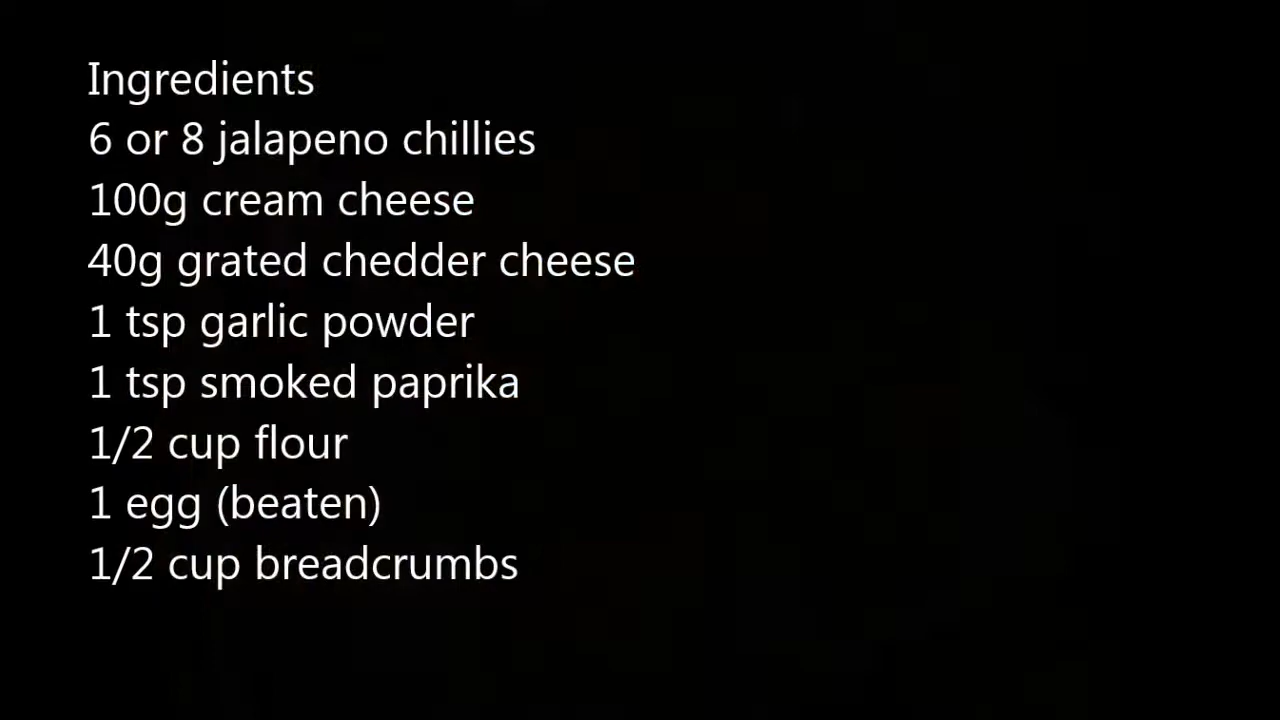 Ingredients
6 or 8 jalapeno chillies
100g cream cheese
40g grated chedder cheese
1 tsp garlic powder
1 tsp smoked paprika
1/2 cup flour
1 egg (beaten)
1/2 cup breadcrumbs